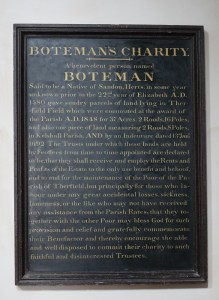 BOTEMAN'S CHARITY.
A benevolent person named
BOTEMAN
Said to be a Native of Sandon, Herts, in some year
unknown prior to the 22nd year of Elizabeth A.D.
1580 gave sundry parcels of land lying in Ther-
field Field which were commuted at the award of
the Parish A.D. 1848 for 37 Acres, 2 Roods, 16 Poles,
and another piece of land measuring 2 Roods, 8 Poles,
in Kelshall Parish. AND by an Indenture dated 13th
1692 The Trusts under which these lands are held
by Feoffees from time to time appointed are declared
to be, that they shall receive and employ the Rents and
Profits of the same to the only use benefit and behoof,
and to and for the maintenance of the Poor of the Pa-
rish of Therfield, but principally for those who la-
bour under any great accidental losses, sickness,
lameness, or the like who may not have received
any assistance from the Parish Rates, that they to-
gether with the other Poor may bless God for such
provision and relief and gratefully commemorate
their Benefactor and thereby encourage the able
and well disposed to commit their charity to such
faithful and disinterested Trustees.